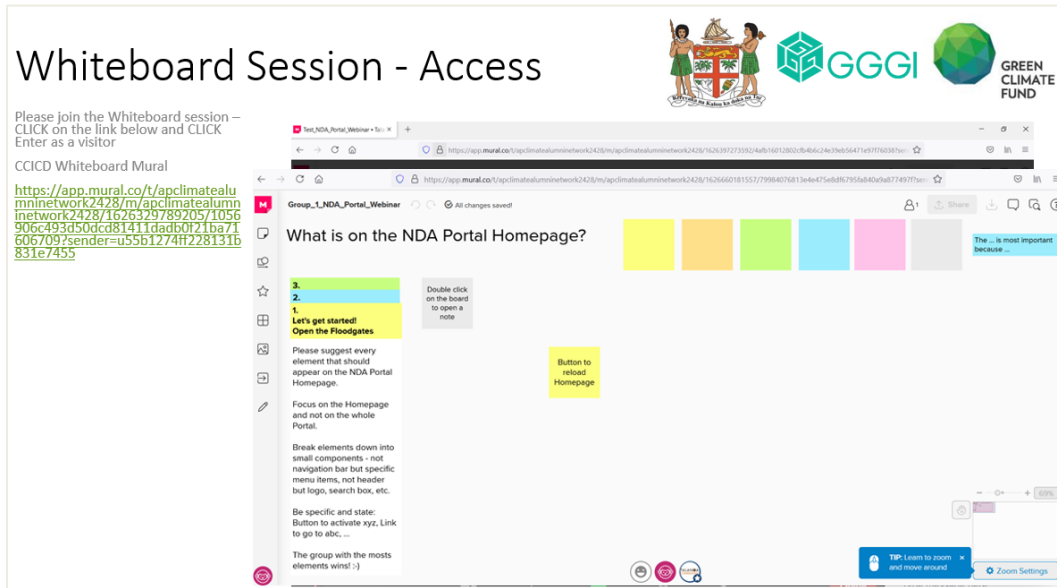 Whiteboard Session - Access
GGGI
GREEN
CLIMATE
FUND
Please join the Whiteboard session –
CLICK on the link below and CLICK
Enter as a visitor
CCICD Whiteboard Mural
https://app.mural.co/t/apclimatealu
mninetwork2428/m/apclimatealumn
inetwork2428/1626329789205/1056
906c493d50dcd81411dadb0f21ba71
606709?sender=u55b1274ff228131b
831e7455
Test_NDA_Portal_Webinar • Tale
Group_1_NDA_Portal_Webinar
All changes saved!
1
Share
What is on the NDA Portal Homepage?
The ... is most important
because ...
3.
2.
1.
Let's get started!
Open the Floodgates
Double click
on the board
to open a
note
Button to
reload
Homepage
Please suggest every
element that should
appear on the NDA Portal
Homepage.
Focus on the Homepage
and not on the whole
Portal.
Break elements down into
small components - not
navigation bar but specific
menu items, not header
but logo, search box, etc.
Be specific and state:
Button to activate xyz, Link
to go to abc, ...
The group with the mosts
elements wins! :-)
69%
TIP: Learn to zoom
and move around
Zoom Settings